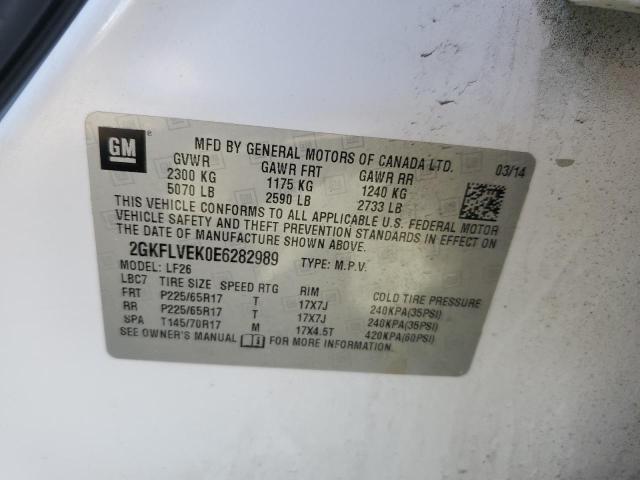 GM
MFD BY GENERAL MOTORS OF CANADA LTD. 03/14
GVWR GAWR FRT GAWR RR
2300 KG 1175 KG 1240 KG
5070 LB 2590 LB 2733 LB
THIS VEHICLE CONFORMS TO ALL APPLICABLE U.S. FEDERAL MOTOR
VEHICLE SAFETY AND THEFT PREVENTION STANDARDS IN EFFECT ON
THE DATE OF MANUFACTURE SHOWN ABOVE.
2GKFLVEK0E6282989 TYPE: M.P.V.
MODEL: LF26
LBC7 TIRE SIZE SPEED RTG RIM COLD TIRE PRESSURE
FRT P225/65R17 T 17X7J 240KPA(35PSI)
RR P225/65R17 T 17X7J 240KPA(35PSI)
SPA T145/70R17 M 17X4.5T 420KPA(60PSI)
SEE OWNER'S MANUAL FOR MORE INFORMATION.